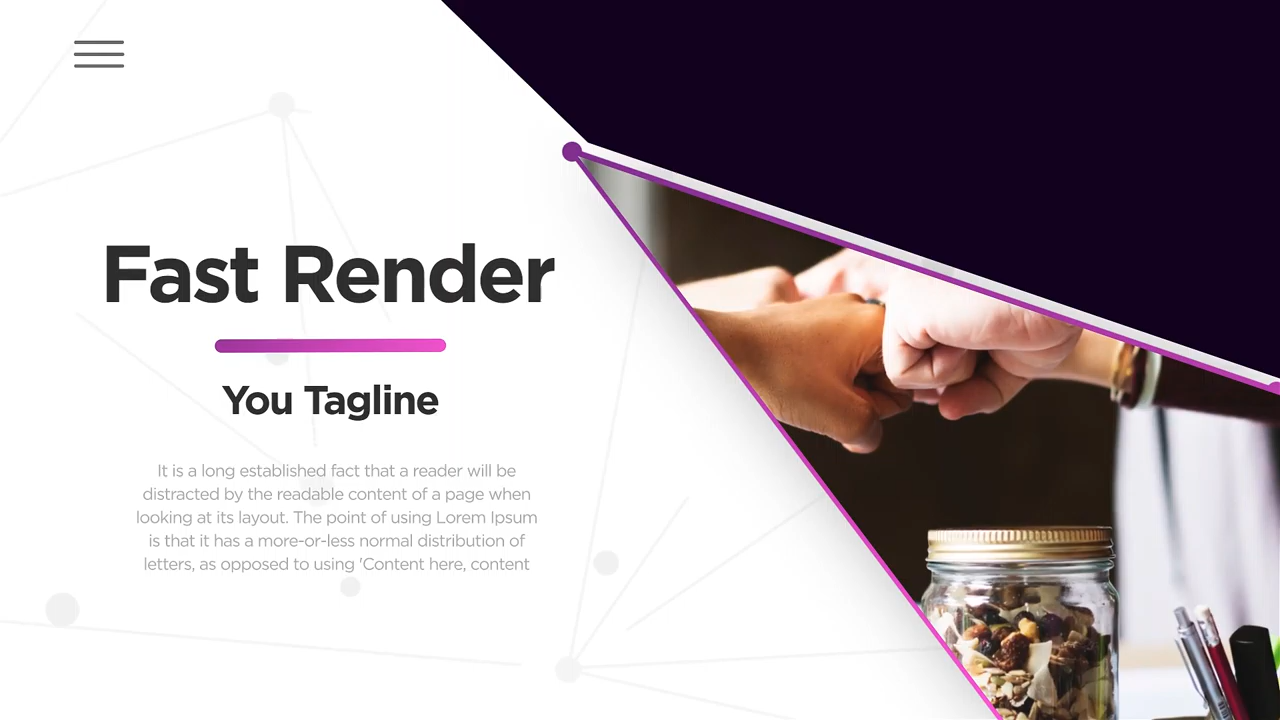 Fast Render
You Tagline
It is a long established fact that a reader will be
distracted by the readable content of a page when
looking at its layout. The point of using Lorem Ipsum
is that it has a more-or-less normal distribution of
letters, as opposed to using 'Content here, content